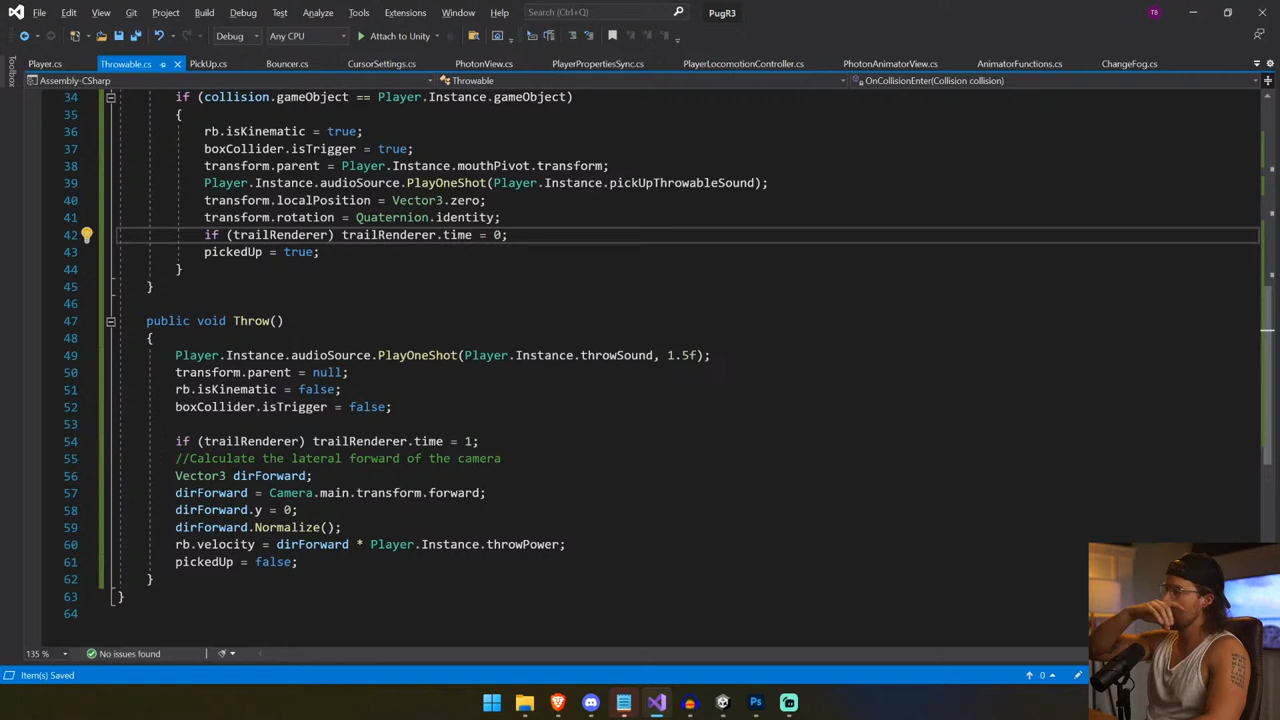 File Edit View Git Project Build Debug Test Analyze Tools Extensions Window Help Search (Ctrl+Q) PugR3 TB
Debug Any CPU Attach to Unity
Player.cs Throwable.cs PickUp.cs Bouncer.cs CursorSettings.cs PhotonView.cs PlayerPropertiesSync.cs PlayerLocomotionController.cs PhotonAnimatorView.cs AnimatorFunctions.cs ChangeFog.cs
Toolbox
Assembly-CSharp Throwable OnCollisionEnter(Collision collision)
34 if (collision.gameObject == Player.Instance.gameObject)
35 {
36 rb.isKinematic = true;
37 boxCollider.isTrigger = true;
38 transform.parent = Player.Instance.mouthPivot.transform;
39 Player.Instance.audioSource.PlayOneShot(Player.Instance.pickUpThrowableSound);
40 transform.localPosition = Vector3.zero;
41 transform.rotation = Quaternion.identity;
42 if (trailRenderer) trailRenderer.time = 0;
43 pickedUp = true;
44 }
45 }
46
47 public void Throw()
48 {
49 Player.Instance.audioSource.PlayOneShot(Player.Instance.throwSound, 1.5f);
50 transform.parent = null;
51 rb.isKinematic = false;
52 boxCollider.isTrigger = false;
53
54 if (trailRenderer) trailRenderer.time = 1;
55 //Calculate the lateral forward of the camera
56 Vector3 dirForward;
57 dirForward = Camera.main.transform.forward;
58 dirForward.y = 0;
59 dirForward.Normalize();
60 rb.velocity = dirForward * Player.Instance.throwPower;
61 pickedUp = false;
62 }
63 }
64
135 % No issues found
Item(s) Saved 0